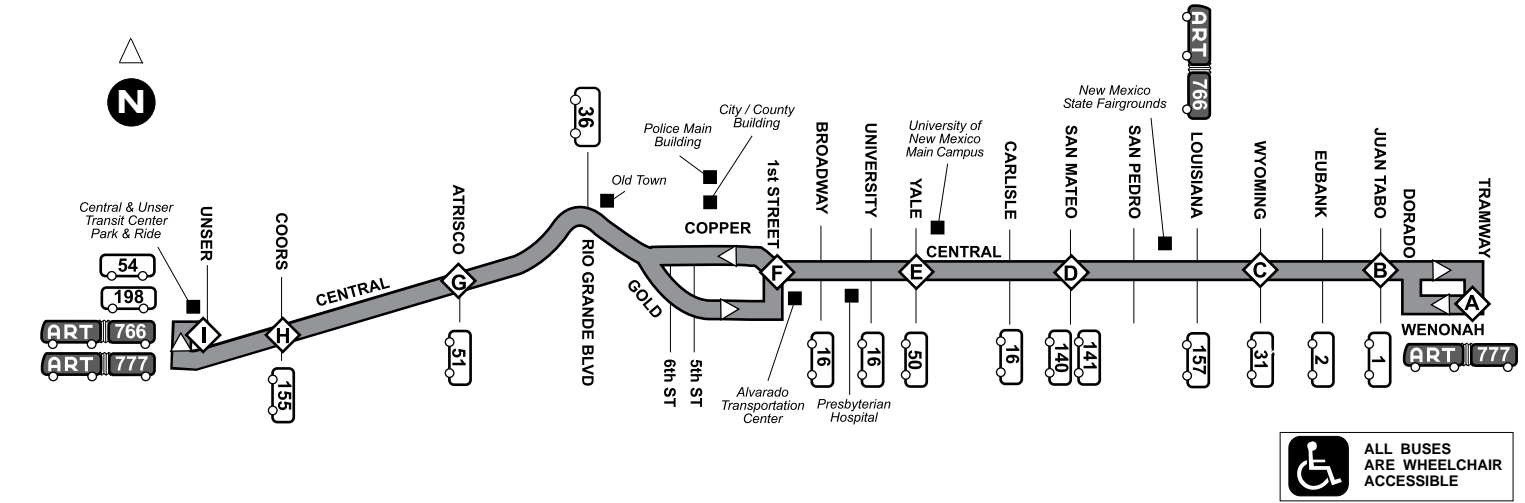 N
Central & Unser
Transit Center
Park & Ride
54
198
ART 766
ART 777
UNSER
I
COORS
H
155
CENTRAL
ATRISCO
G
51
36
RIO GRANDE BLVD
Old Town
Police Main
Building
City / County
Building
COPPER
GOLD
6th ST
5th ST
1st STREET
F
Alvarado
Transportation
Center
BROADWAY
16
UNIVERSITY
16
Presbyterian
Hospital
University of
New Mexico
Main Campus
YALE
E
50
CENTRAL
CARLISLE
16
SAN MATEO
D
140
141
SAN PEDRO
New Mexico
State Fairgrounds
ART 766
LOUISIANA
157
WYOMING
C
31
EUBANK
2
JUAN TABO
B
1
DORADO
TRAMWAY
A
WENONAH
ART 777
ALL BUSES
ARE WHEELCHAIR
ACCESSIBLE